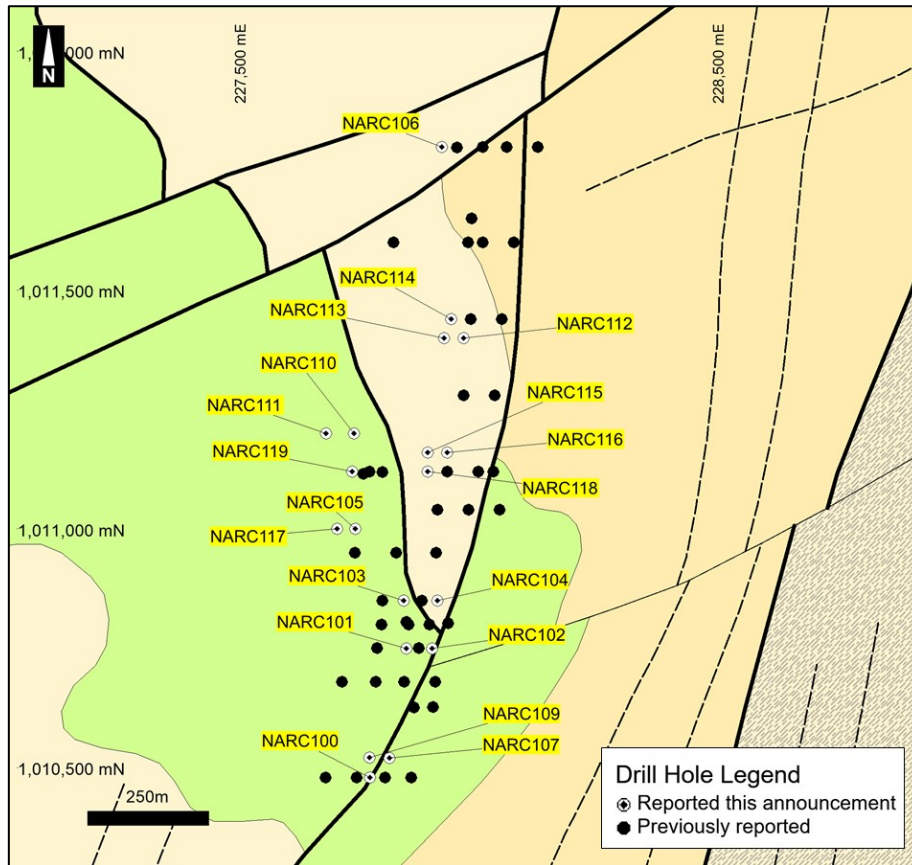 mN
227,500 mE
228,500 mE
N
NARC106
1,011,500 mN
NARC114
NARC113
NARC112
NARC110
NARC115
NARC111
NARC116
NARC119
NARC118
NARC105
1,011,000 mN
NARC117
NARC103
NARC104
NARC101
NARC102
NARC109
NARC100
NARC107
1,010,500 mN
250m
Drill Hole Legend
Reported this announcement
Previously reported